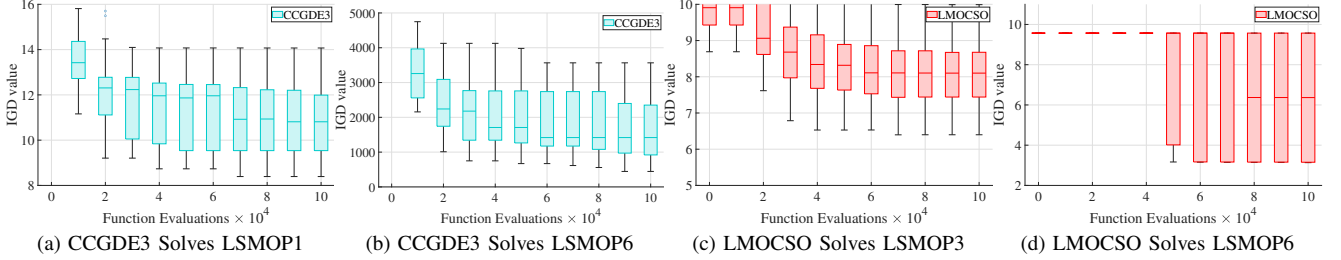 16
14
12
10
8
IGD value
0
2
4
6
8
10
Function Evaluations × 10^4
CCGDE3
(a) CCGDE3 Solves LSMOP1
5000
4000
3000
2000
1000
0
IGD value
0
2
4
6
8
10
Function Evaluations × 10^4
CCGDE3
(b) CCGDE3 Solves LSMOP6
10
9
8
7
6
5
IGD value
0
2
4
6
8
10
Function Evaluations × 10^4
LMOCSO
(c) LMOCSO Solves LSMOP3
10
8
6
4
2
IGD value
0
2
4
6
8
10
Function Evaluations × 10^4
LMOCSO
(d) LMOCSO Solves LSMOP6